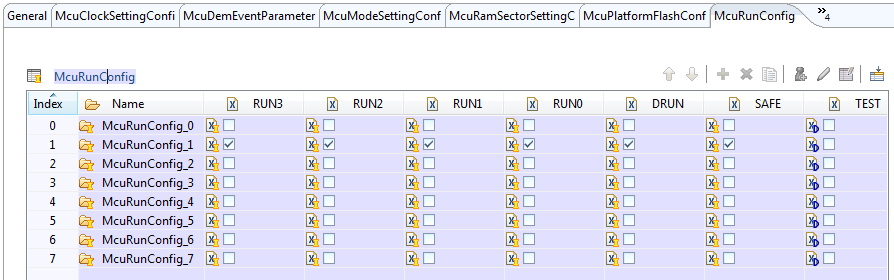 General McuClockSettingConfi McuDemEventParameter McuModeSettingConf McuRamSectorSettingC McuPlatformFlashConf McuRunConfig »4
McuRunConfig
Index Name RUN3 RUN2 RUN1 RUN0 DRUN SAFE TEST
0 McuRunConfig_0
1 McuRunConfig_1
2 McuRunConfig_2
3 McuRunConfig_3
4 McuRunConfig_4
5 McuRunConfig_5
6 McuRunConfig_6
7 McuRunConfig_7